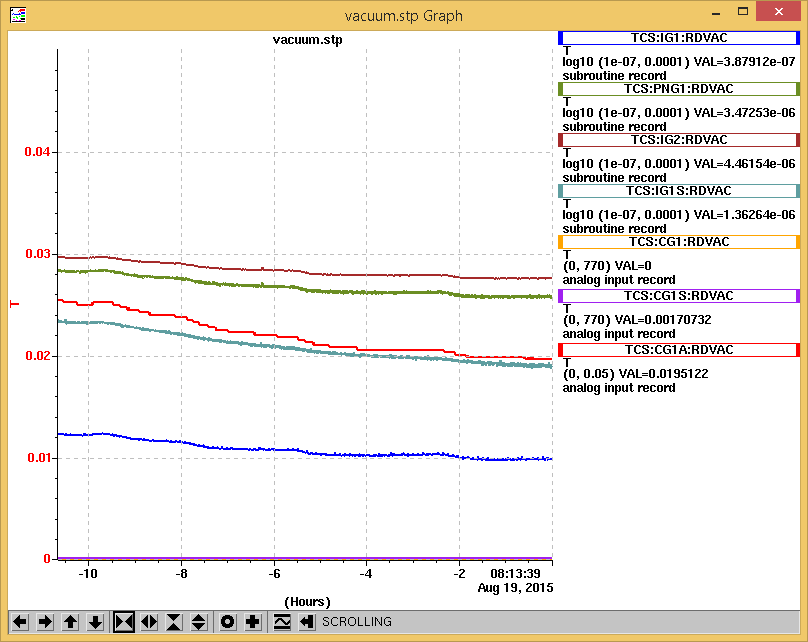 vacuum.stp Graph
vacuum.stp
T
0.04
0.03
0.02
0.01
0
-10
-8
-6
-4
-2
08:13:39
Aug 19, 2015
(Hours)
TCS:IG1:RDVAC
T
log10 (1e-07, 0.0001) VAL=3.87912e-07
subroutine record
TCS:PNG1:RDVAC
T
log10 (1e-07, 0.0001) VAL=3.47253e-06
subroutine record
TCS:IG2:RDVAC
T
log10 (1e-07, 0.0001) VAL=4.46154e-06
subroutine record
TCS:IG1S:RDVAC
T
log10 (1e-07, 0.0001) VAL=1.36264e-06
subroutine record
TCS:CG1:RDVAC
T
(0, 770) VAL=0
analog input record
TCS:CG1S:RDVAC
T
(0, 770) VAL=0.00170732
analog input record
TCS:CG1A:RDVAC
T
(0, 0.05) VAL=0.0195122
analog input record
SCROLLING